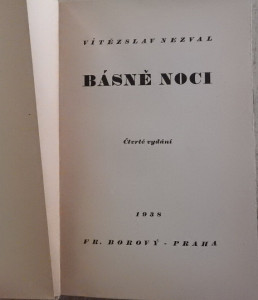 VÍTĚZSLAV NEZVAL
BÁSNĚ NOCI
Čtvrté vydání
1938
FR. BOROVÝ - PRAHA